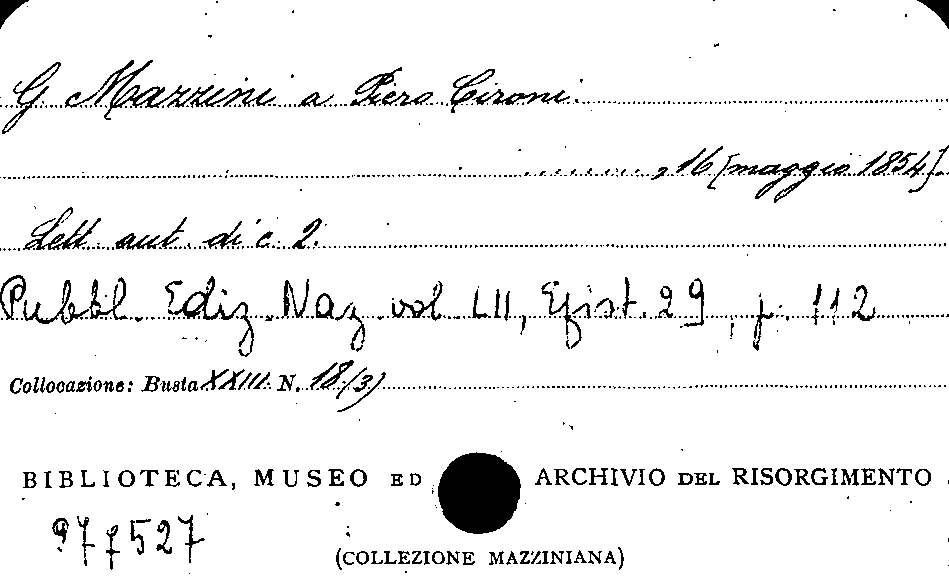 G. Mazzini a Piero Cironi.
........., 16 [maggio 1854].
Lett. aut. di c. 2.
Pubbl. Ediz. Naz. vol. LII, Epist. 29, p. 112
Collocazione: Busta XXIII N. 18(3)
BIBLIOTECA, MUSEO ED ARCHIVIO DEL RISORGIMENTO
(COLLEZIONE MAZZINIANA)